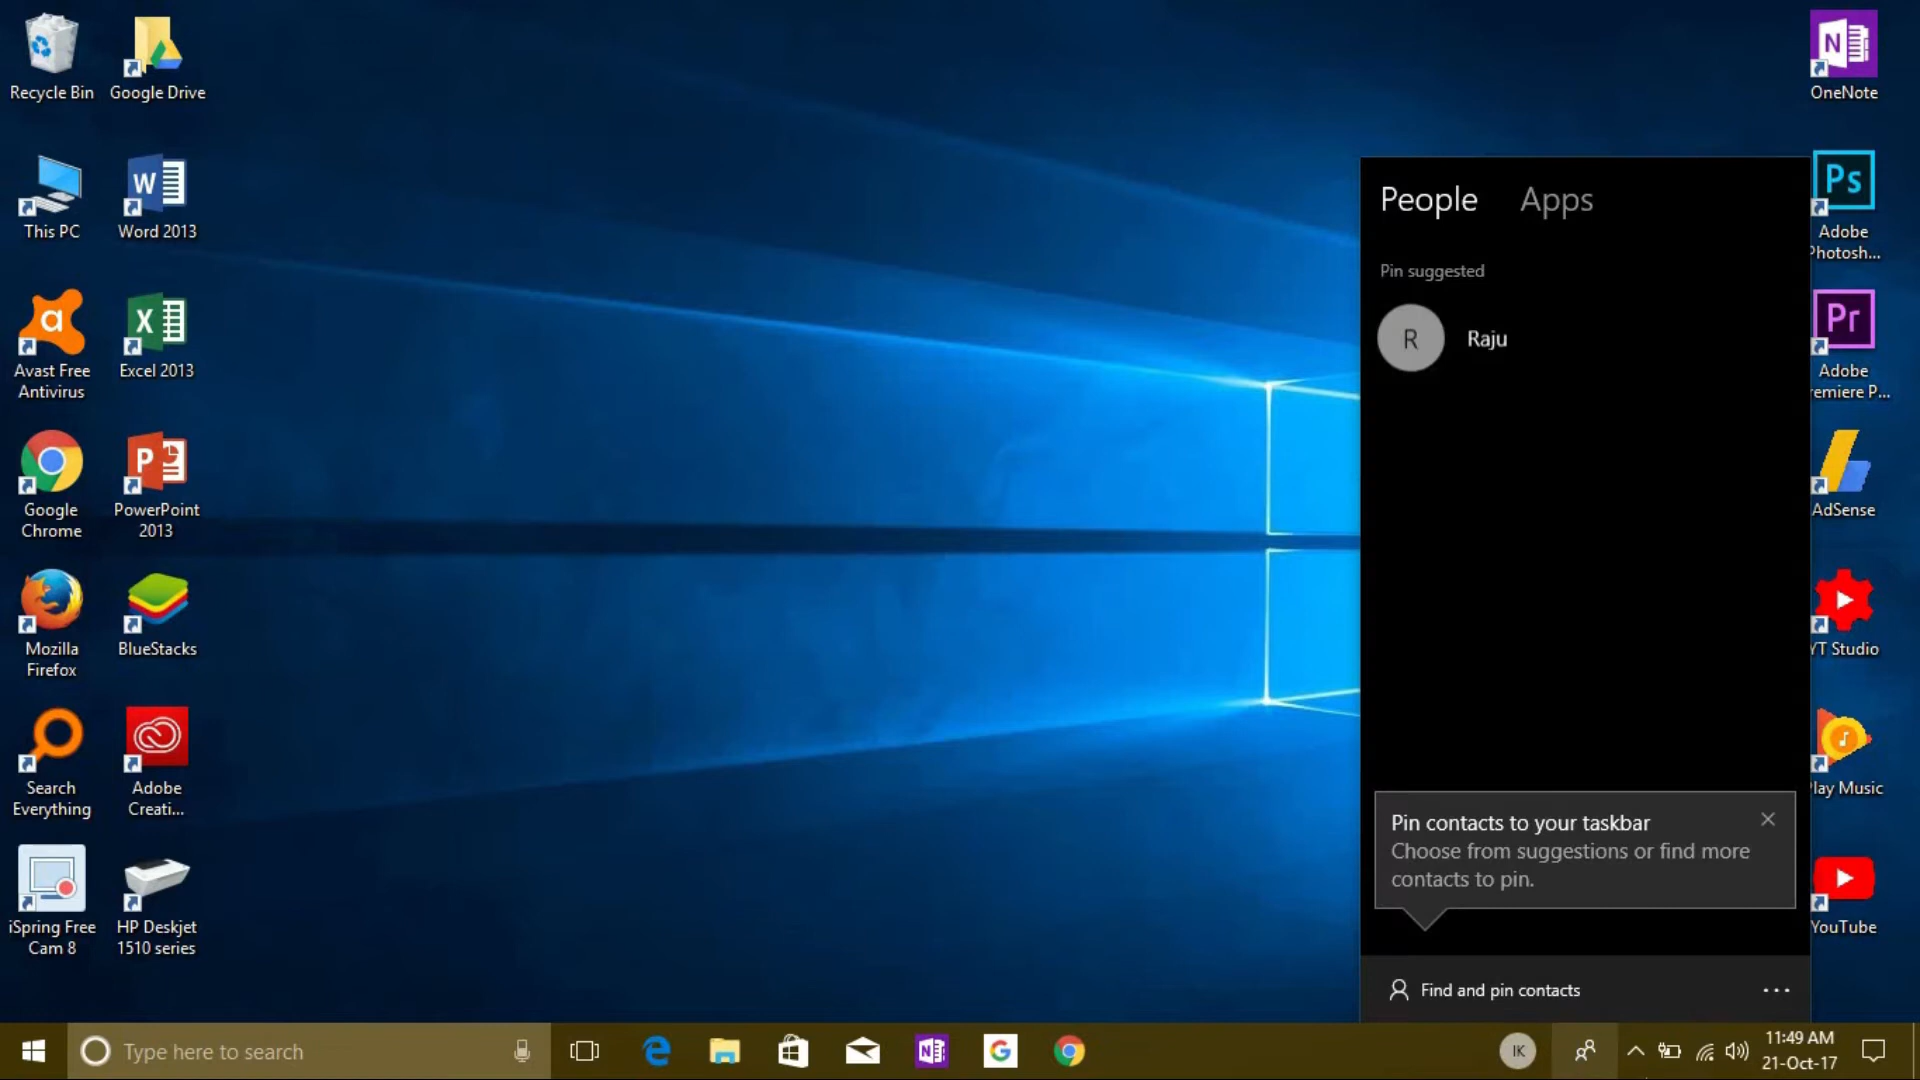 Recycle Bin
Google Drive
This PC
Word 2013
Avast Free
Antivirus
Excel 2013
Google
Chrome
PowerPoint
2013
Mozilla
Firefox
BlueStacks
Search
Everything
Adobe
Creati...
iSpring Free
Cam 8
HP Deskjet
1510 series
People
Apps
Pin suggested
R
Raju
Pin contacts to your taskbar
Choose from suggestions or find more
contacts to pin.
Find and pin contacts
N
OneNote
Ps
Adobe
Photosh...
Pr
Adobe
remiere P...
AdSense
YT Studio
Play Music
YouTube
Type here to search
IK
11:49 AM
21-Oct-17